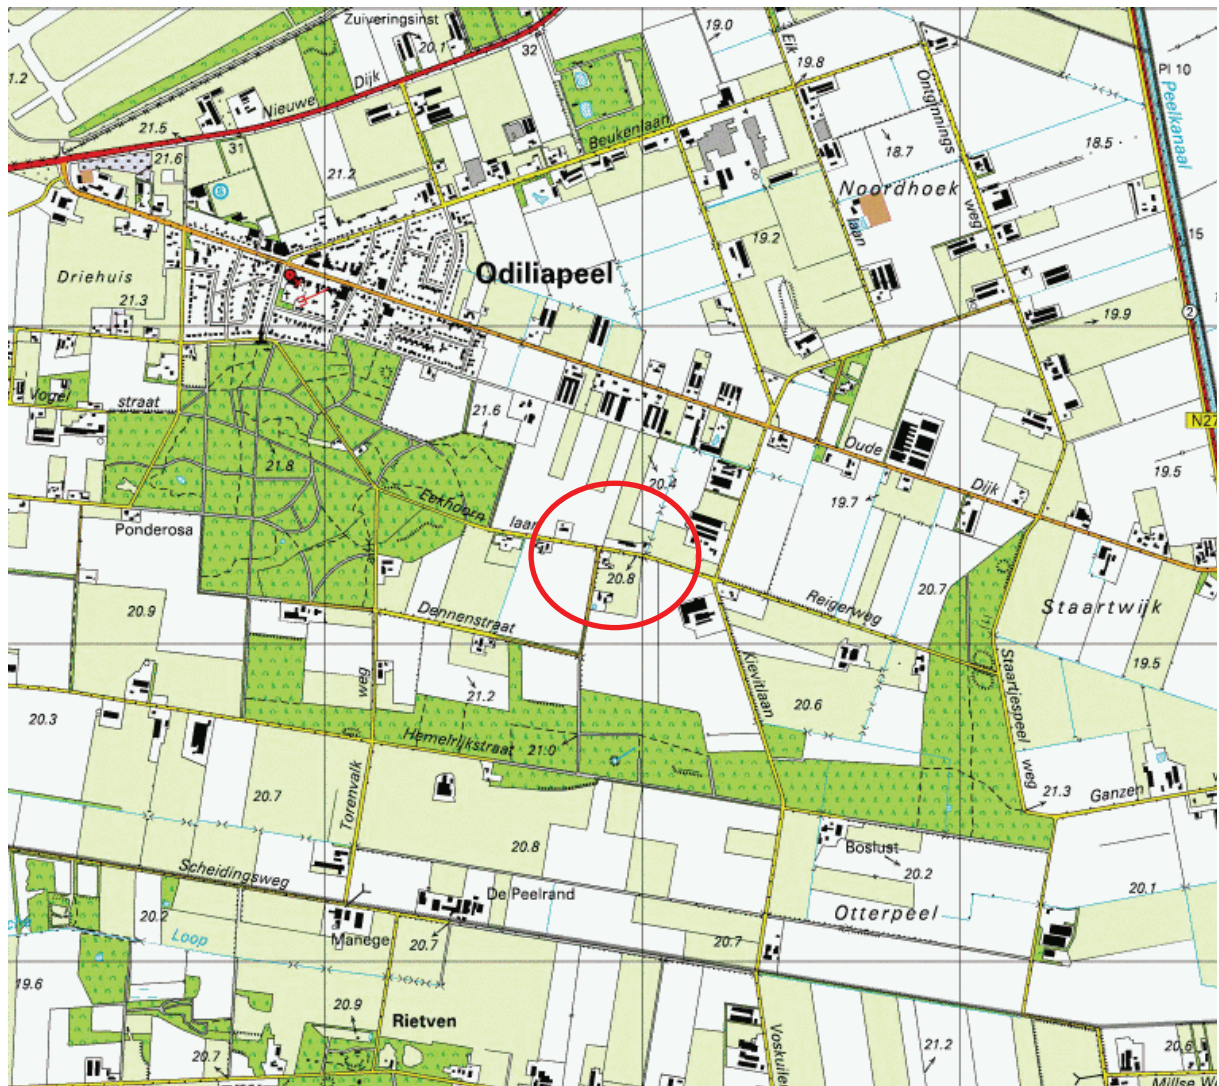 Zuiveringsinst
20.1
32
19.0
Eik
19.8
Pl 10
1.2
Nieuwe
Dijk
21.5
31
21.6
21.2
Beukenlaan
Ontginnings
Peelkanaal
18.7
18.5
Noordhoek
weg
laan
19.2
15
Driehuis
21.3
Odiliapeel
19.9
2
Vogel
straat
21.6
N27
21.8
20.4
Oude
Dijk
19.7
19.5
Eekhoorn
laan
Ponderosa
20.8
20.7
Reigerweg
Staartwijk
20.9
Dennenstraat
19.5
weg
21.2
Kievitlaan
20.6
Staartjespeel
weg
20.3
Hemelrijkstraat
21.0
21.3
Ganzen
20.7
Torenvalk
20.8
Boslust
20.2
Scheidingsweg
De Peelrand
20.1
Otterpeel
20.2
Loop
Manege
20.7
20.7
19.6
20.9
Rietven
20.7
Voskuilen
21.2
20.6
Millse We